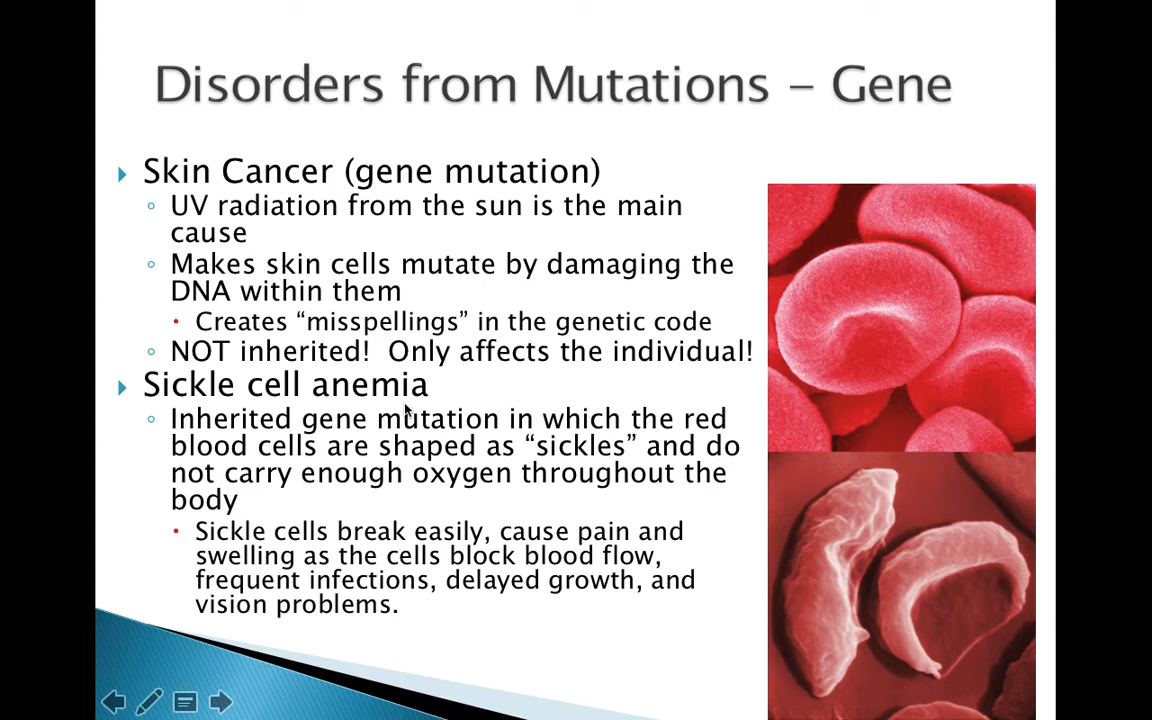 Disorders from Mutations – Gene
Skin Cancer (gene mutation)
UV radiation from the sun is the main
cause
Makes skin cells mutate by damaging the
DNA within them
Creates “misspellings” in the genetic code
NOT inherited!  Only affects the individual!
Sickle cell anemia
Inherited gene mutation in which the red
blood cells are shaped as “sickles” and do
not carry enough oxygen throughout the
body
Sickle cells break easily, cause pain and
swelling as the cells block blood flow,
frequent infections, delayed growth, and
vision problems.